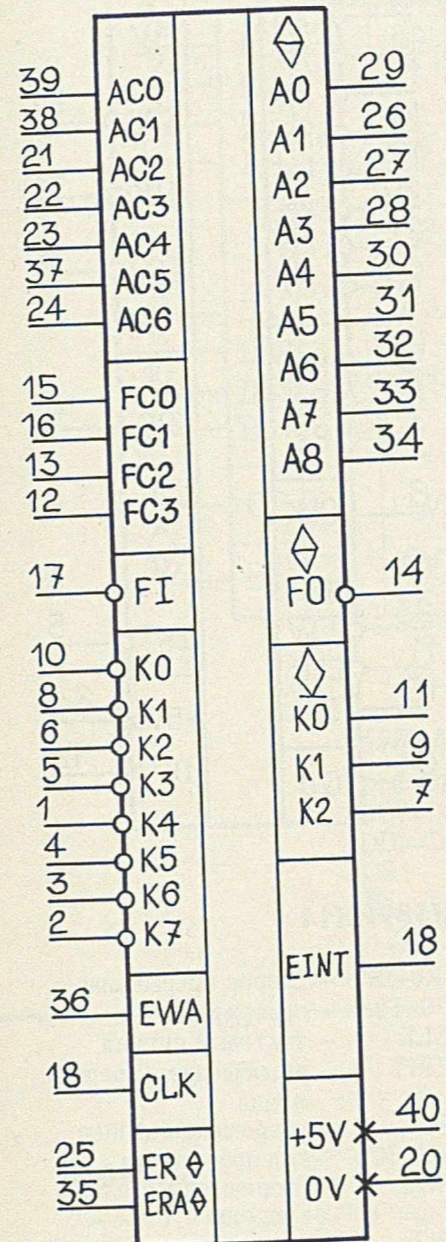 39 AC0
38 AC1
21 AC2
22 AC3
23 AC4
37 AC5
24 AC6
15 FC0
16 FC1
13 FC2
12 FC3
17 FI
10 K0
8 K1
6 K2
5 K3
1 K4
4 K5
3 K6
2 K7
36 EWA
18 CLK
25 ER
35 ERA
A0 29
A1 26
A2 27
A3 28
A4 30
A5 31
A6 32
A7 33
A8 34
FO 14
K0 11
K1 9
K2 7
EINT 18
+5V 40
0V 20